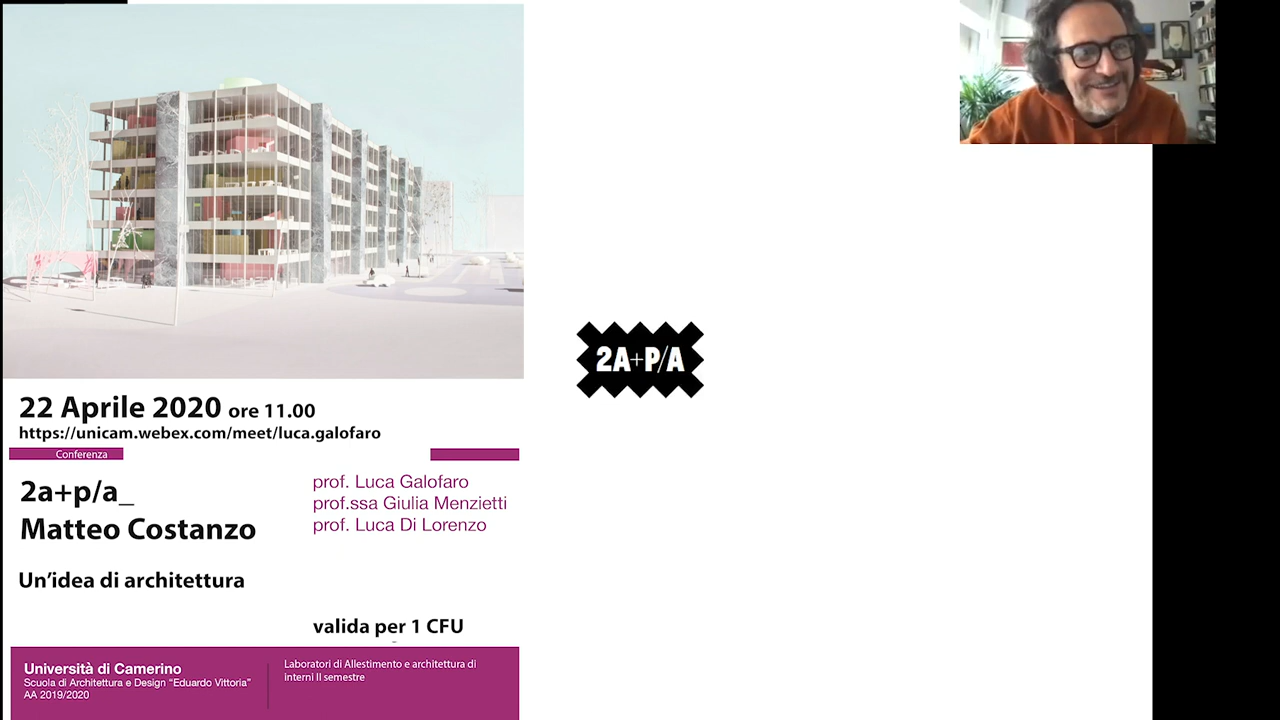 22 Aprile 2020 ore 11.00
https://unicam.webex.com/meet/luca.galofaro
Conferenza
2a+p/a_
Matteo Costanzo
prof. Luca Galofaro
prof.ssa Giulia Menzietti
prof. Luca Di Lorenzo
Un'idea di architettura
valida per 1 CFU
Università di Camerino
Scuola di Architettura e Design “Eduardo Vittoria”
AA 2019/2020
Laboratori di Allestimento e architettura di
interni II semestre
2A+P/A